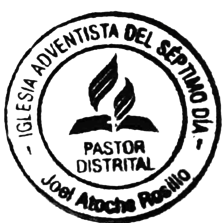 - IGLESIA ADVENTISTA DEL SÉPTIMO DÍA -
PASTOR
DISTRITAL
Joel Atoche Rosillo